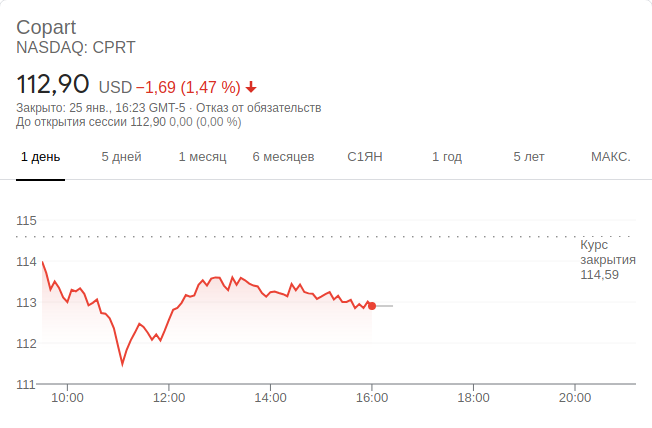 Copart
NASDAQ: CPRT
112,90 USD −1,69 (1,47 %)
Закрыто: 25 янв., 16:23 GMT-5 · Отказ от обязательств
До открытия сессии 112,90 0,00 (0,00 %)
1 день 5 дней 1 месяц 6 месяцев С1ЯН 1 год 5 лет МАКС.
115
Курс
закрытия
114,59
114
113
112
111
10:00 12:00 14:00 16:00 18:00 20:00